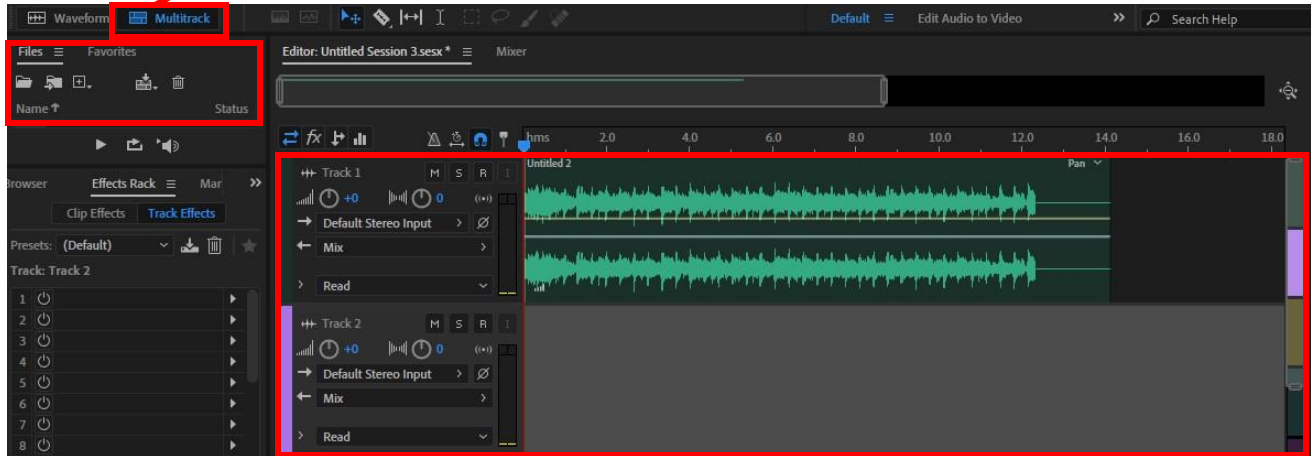 Waveform Multitrack Default Edit Audio to Video Search Help
Files Favorites Editor: Untitled Session 3.sesx * Mixer
Name Status
hms 2.0 4.0 6.0 8.0 10.0 12.0 14.0 16.0 18.0
Untitled 2 Pan
Track 1 M S R I
+0 0
Default Stereo Input
Mix
Read
Browser Effects Rack Mar
Clip Effects Track Effects
Presets: (Default)
Track: Track 2
1
2
3
4
5
6
7
8
Track 2 M S R I
+0 0
Default Stereo Input
Mix
Read